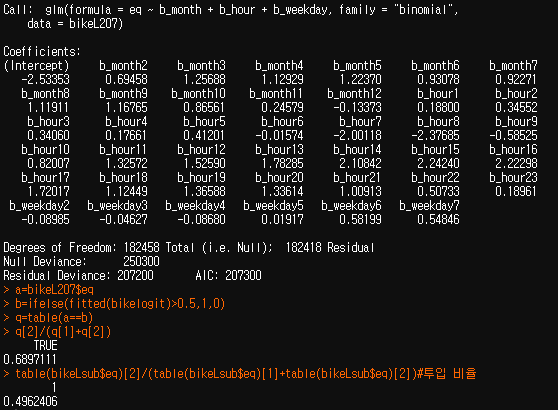 Call:  glm(formula = eq ~ b_month + b_hour + b_weekday, family = "binomial",
    data = bikeL207)
Coefficients:
(Intercept)     b_month2     b_month3     b_month4     b_month5     b_month6     b_month7
   -2.53353      0.69458      1.25688      1.12929      1.22370      0.93078      0.92271
   b_month8     b_month9    b_month10    b_month11    b_month12      b_hour1      b_hour2
    1.11911      1.16765      0.86561      0.24579     -0.13373      0.18800      0.34552
    b_hour3      b_hour4      b_hour5      b_hour6      b_hour7      b_hour8      b_hour9
    0.34060      0.17661      0.41201     -0.01574     -2.00118     -2.37685     -0.58525
   b_hour10     b_hour11     b_hour12     b_hour13     b_hour14     b_hour15     b_hour16
    0.82007      1.32572      1.52590      1.78285      2.10842      2.24240      2.22298
   b_hour17     b_hour18     b_hour19     b_hour20     b_hour21     b_hour22     b_hour23
    1.72017      1.12449      1.36588      1.33614      1.00913      0.50733      0.18961
 b_weekday2   b_weekday3   b_weekday4   b_weekday5   b_weekday6   b_weekday7
   -0.08985     -0.04627     -0.08680      0.01917      0.58199      0.54846
Degrees of Freedom: 182458 Total (i.e. Null);  182418 Residual
Null Deviance:      250300
Residual Deviance: 207200      AIC: 207300
> a=bikeL207$eq
> b=ifelse(fitted(bikelogit)>0.5,1,0)
> q=table(a==b)
> q[2]/(q[1]+q[2])
     TRUE
0.6897111
> table(bikeLsub$eq)[2]/(table(bikeLsub$eq)[1]+table(bikeLsub$eq)[2])#투입 비율
        1
0.4962406